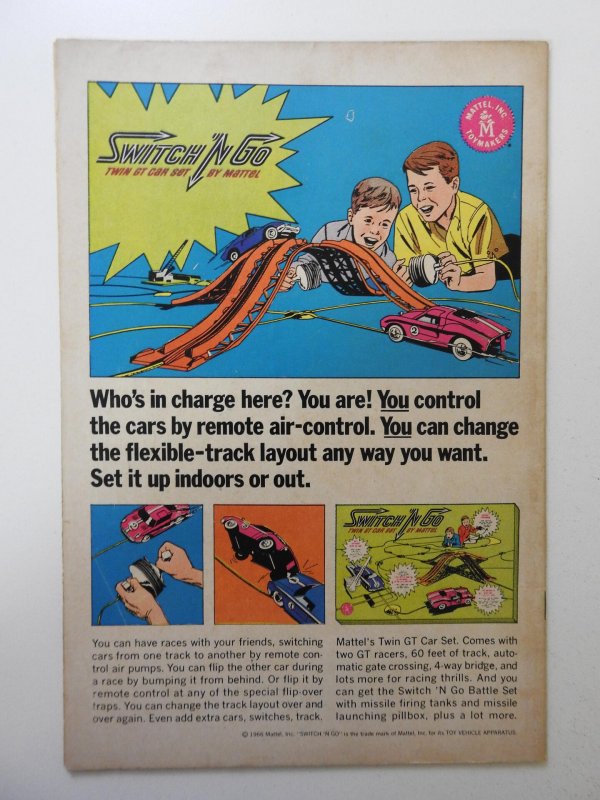 SWITCH 'N GO
TWIN GT CAR SET BY MATTEL
MATTEL, INC.
M
TOYMAKERS
2
Who's in charge here? You are! You control
the cars by remote air-control. You can change
the flexible-track layout any way you want.
Set it up indoors or out.
SWITCH 'N GO
TWIN GT CAR SET BY MATTEL
You can have races with your friends, switching
cars from one track to another by remote con-
trol air pumps. You can flip the other car during
a race by bumping it from behind. Or flip it by
remote control at any of the special flip-over
traps. You can change the track layout over and
over again. Even add extra cars, switches, track.
Mattel's Twin GT Car Set. Comes with
two GT racers, 60 feet of track, auto-
matic gate crossing, 4-way bridge, and
lots more for racing thrills. And you
can get the Switch 'N Go Battle Set
with missile firing tanks and missile
launching pillbox, plus a lot more.
© 1966 Mattel, Inc. "SWITCH 'N GO" is the trade mark of Mattel, Inc. for its TOY VEHICLE APPARATUS.